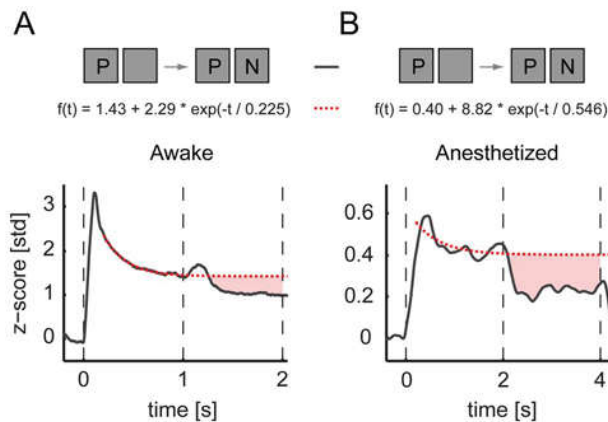 A
B
P
P N
P
P N
f(t) = 1.43 + 2.29 * exp(-t / 0.225)
f(t) = 0.40 + 8.82 * exp(-t / 0.546)
Awake
Anesthetized
z-score [std]
3
2
1
0
0.6
0.4
0.2
0
0 1 2
0 2 4
time [s]
time [s]